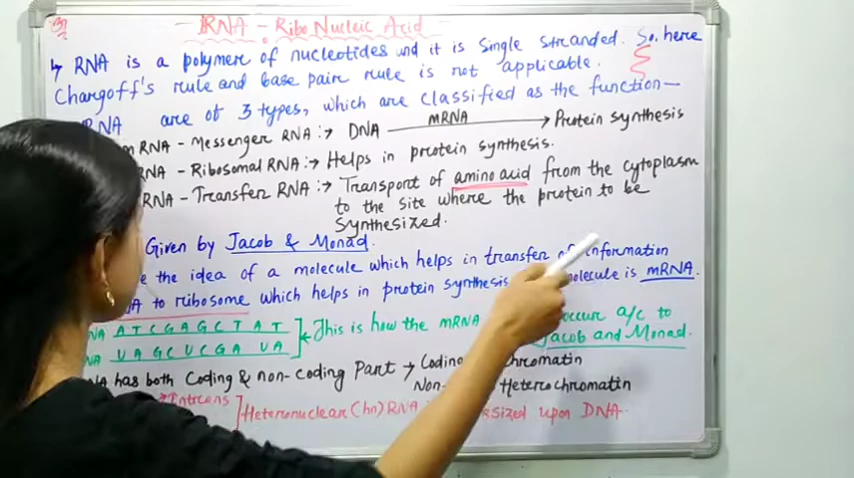 RNA - Ribo Nucleic Acid
↳ RNA is a polymere of nucleotides and it is single stranded. So, here
Chargoff's rule and base paire rule is not applicable.
RNA are of 3 types, which are classified as the function—
mRNA - Messenger RNA :→ DNA mRNA → Protein synthesis
RNA - Ribosomal RNA :→ Helps in protein synthesis.
RNA - Transfer RNA :→ Transport of amino acid from the cytoplasm
to the site where the protein to be
synthesized.
Given by Jacob & Monad.
the idea of a molecule which helps in transfer of information
to ribosome which helps in protein synthesis molecule is mRNA.
A T C G A G C T A T
This is how the mRNA occur a/c to
U A G C U C G A U A
Jacob and Monad.
has both Coding & non-coding Part → chromatin
Non- Heterochromatin
Introns
Heteronuclear (hn) RNA upon DNA.